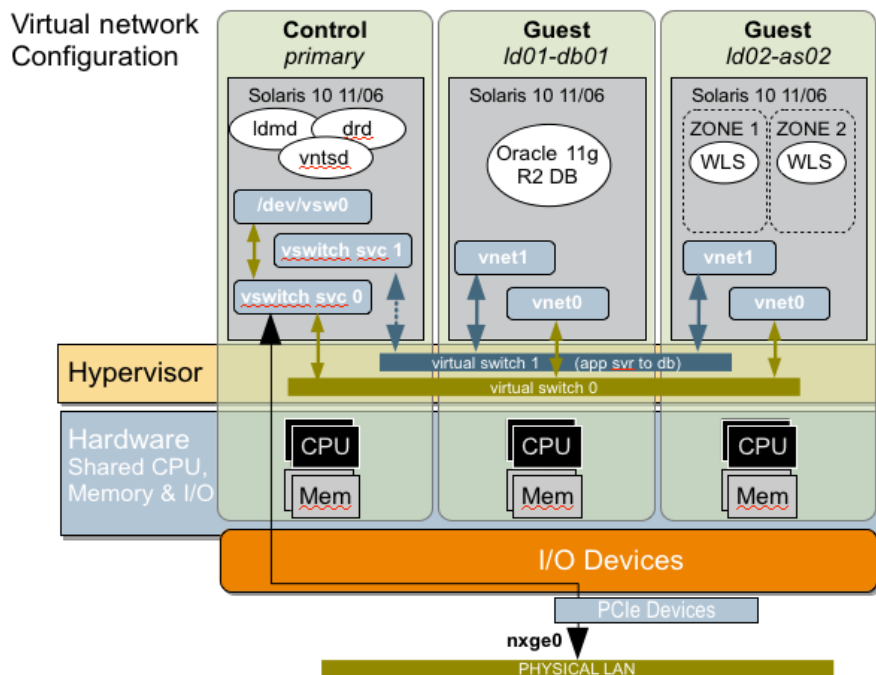 Virtual network
Configuration
Control
primary
Guest
ld01-db01
Guest
ld02-as02
Solaris 10 11/06
Solaris 10 11/06
Solaris 10 11/06
ldmd
drd
vntsd
Oracle 11g
R2 DB
ZONE 1
ZONE 2
WLS
WLS
/dev/vsw0
vswitch svc 1
vswitch svc 0
vnet1
vnet0
vnet1
vnet0
Hypervisor
virtual switch 1 (app svr to db)
virtual switch 0
Hardware
Shared CPU,
Memory & I/O
CPU
CPU
CPU
Mem
Mem
Mem
I/O Devices
PCIe Devices
nxge0
PHYSICAL LAN